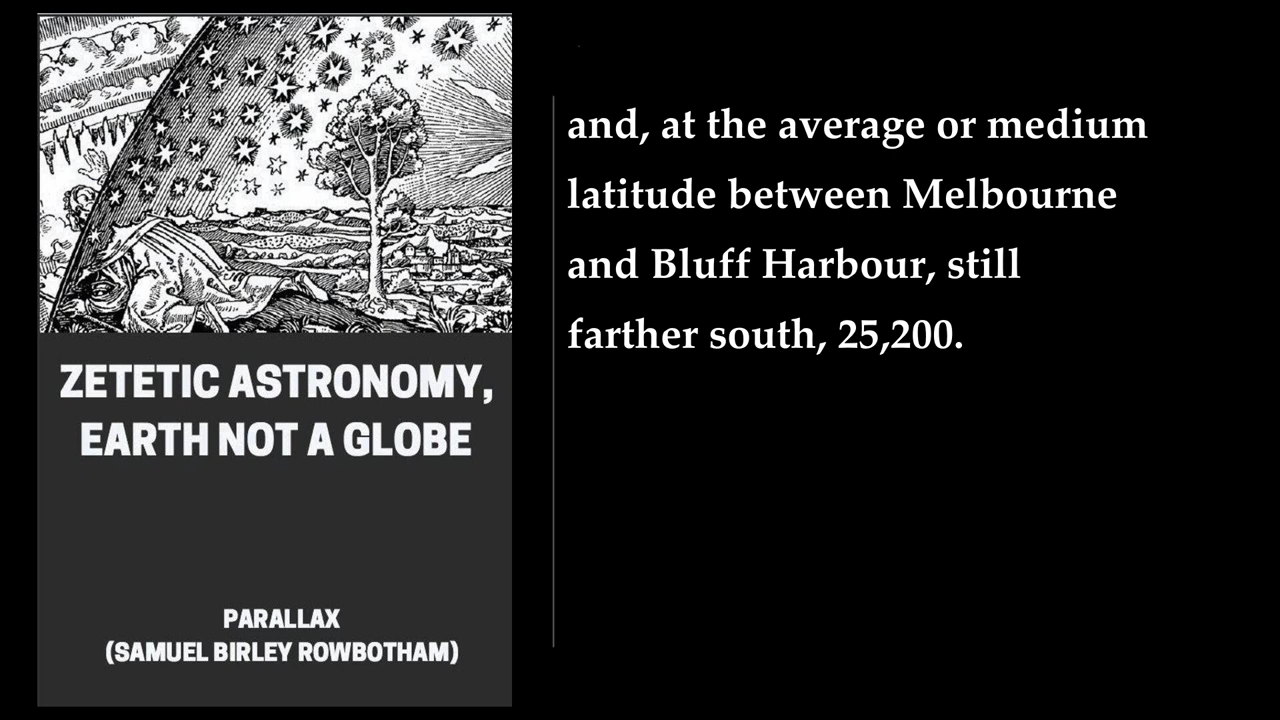 ZETETIC ASTRONOMY,
EARTH NOT A GLOBE
PARALLAX
(SAMUEL BIRLEY ROWBOTHAM)
and, at the average or medium
latitude between Melbourne
and Bluff Harbour, still
farther south, 25,200.